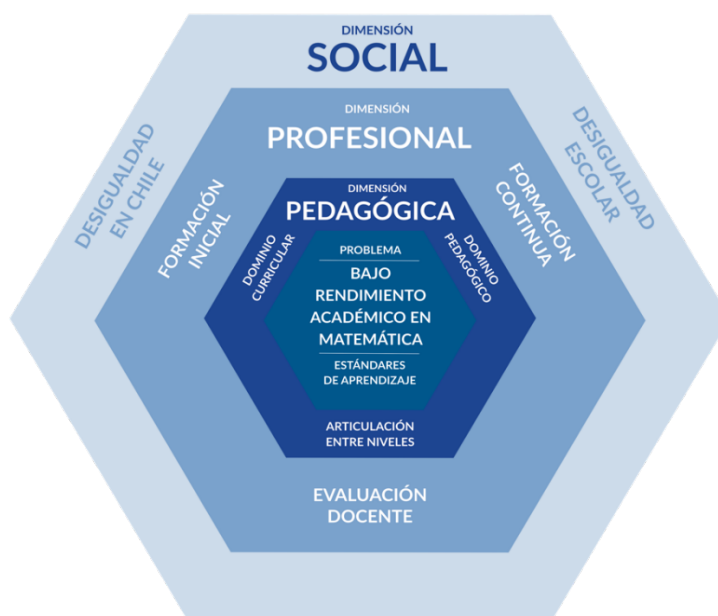 DIMENSIÓN
SOCIAL
DESIGUALDAD
EN CHILE
DESIGUALDAD
ESCOLAR
DIMENSIÓN
PROFESIONAL
FORMACIÓN
INICIAL
FORMACIÓN
CONTINUA
DIMENSIÓN
PEDAGÓGICA
DOMINIO
CURRICULAR
DOMINIO
PEDAGÓGICO
PROBLEMA
BAJO
RENDIMIENTO
ACADÉMICO EN
MATEMÁTICA
ESTÁNDARES
DE APRENDIZAJE
ARTICULACIÓN
ENTRE NIVELES
EVALUACIÓN
DOCENTE